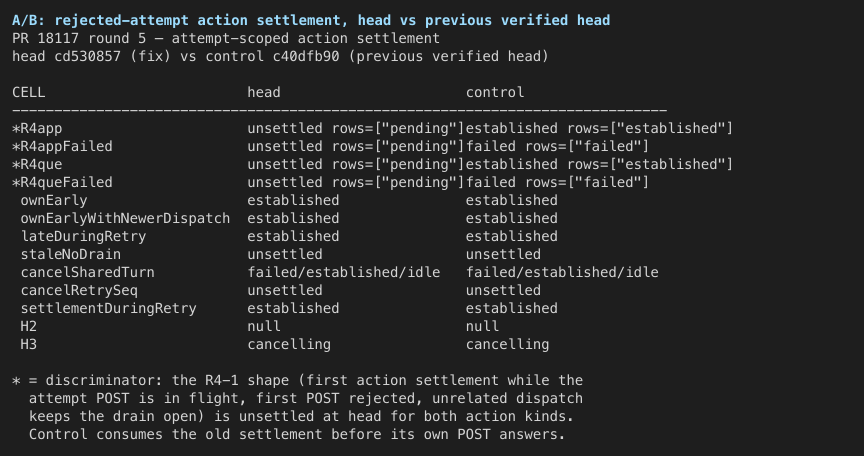 A/B: rejected-attempt action settlement, head vs previous verified head
PR 18117 round 5 — attempt-scoped action settlement
head cd530857 (fix) vs control c40dfb90 (previous verified head)
CELL head control
------------------------------------------------------------------------------
*R4app unsettled rows=["pending"]established rows=["established"]
*R4appFailed unsettled rows=["pending"]failed rows=["failed"]
*R4que unsettled rows=["pending"]established rows=["established"]
*R4queFailed unsettled rows=["pending"]failed rows=["failed"]
ownEarly established established
ownEarlyWithNewerDispatch established established
lateDuringRetry established established
staleNoDrain unsettled unsettled
cancelSharedTurn failed/established/idle failed/established/idle
cancelRetrySeq unsettled unsettled
settlementDuringRetry established established
H2 null null
H3 cancelling cancelling
* = discriminator: the R4-1 shape (first action settlement while the
attempt POST is in flight, first POST rejected, unrelated dispatch
keeps the drain open) is unsettled at head for both action kinds.
Control consumes the old settlement before its own POST answers.